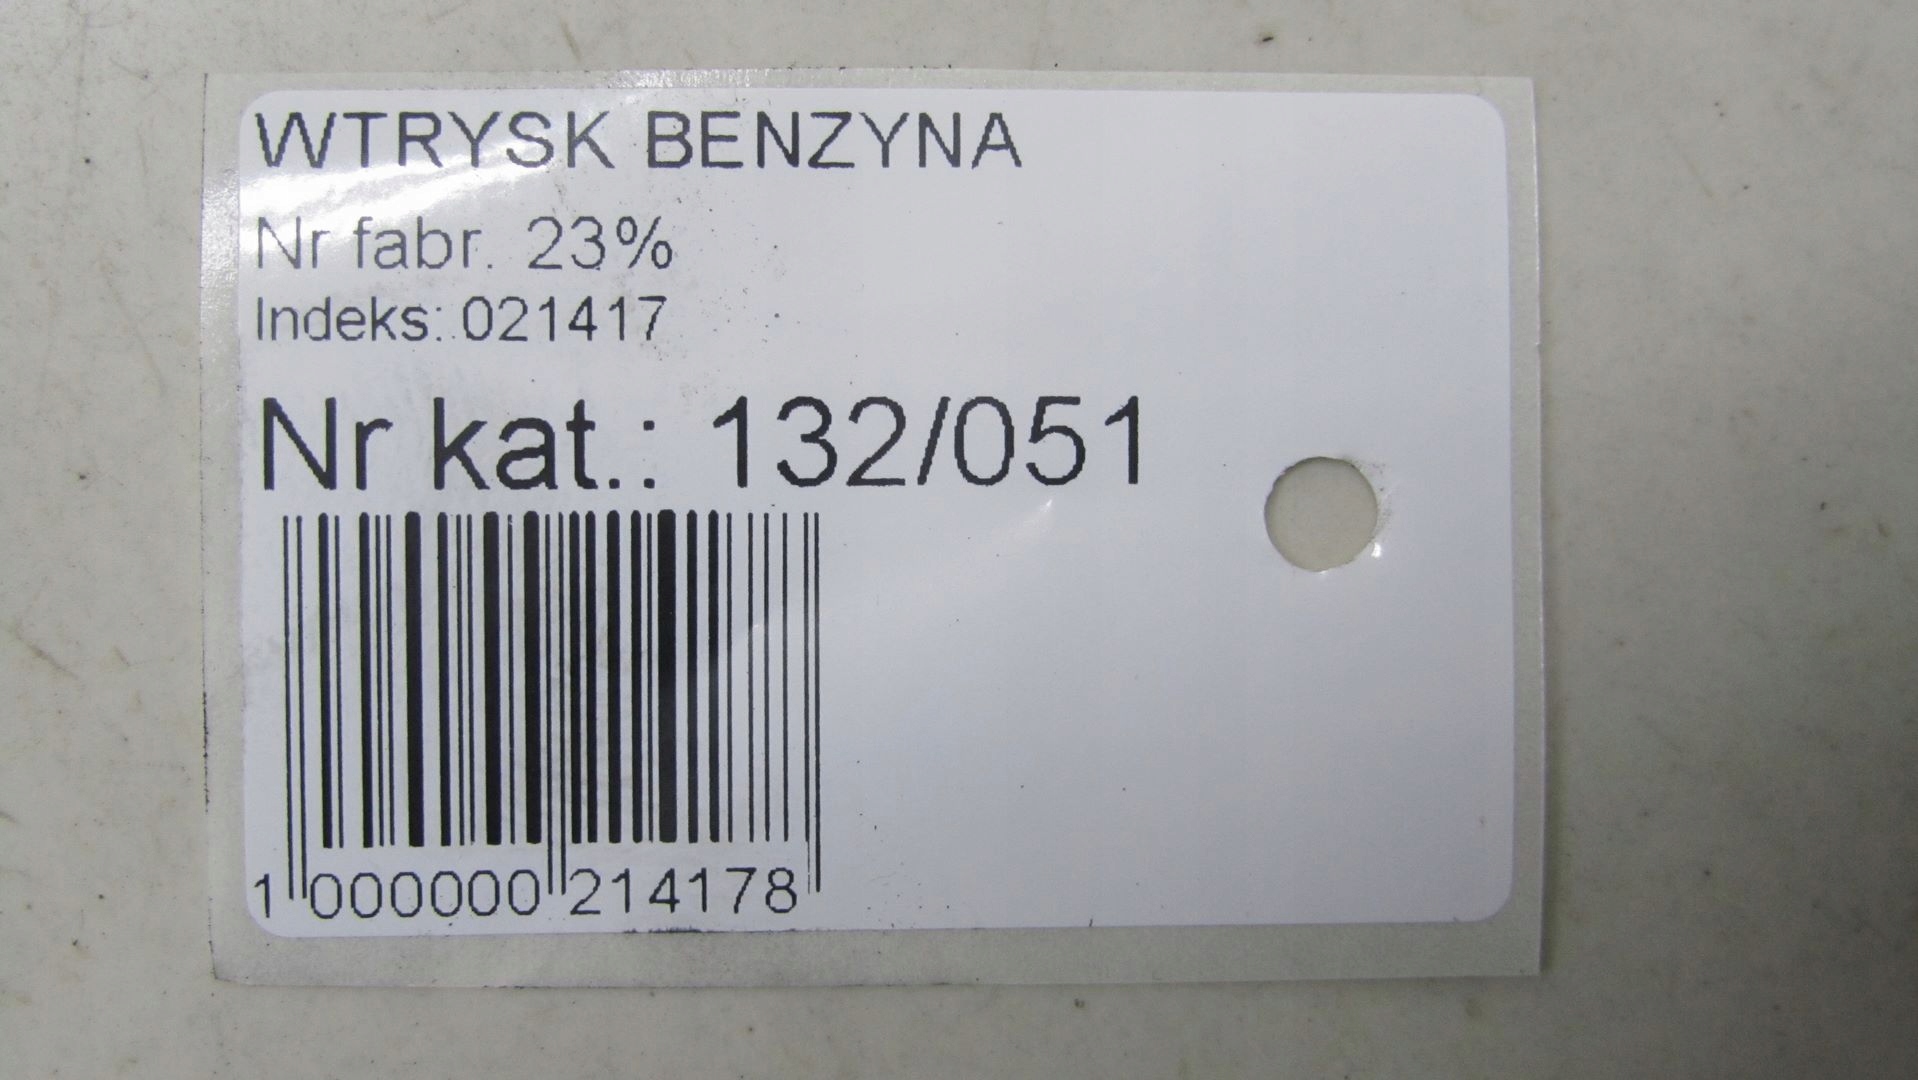 WTRYSK BENZYNA
Nr fabr. 23%
Indeks: 021417
Nr kat.: 132/051
1 000000 214178